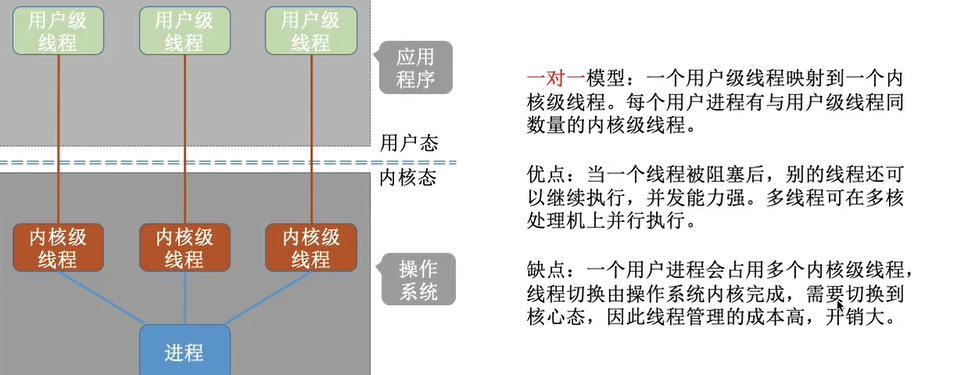 用户级
线程
用户级
线程
用户级
线程
应用
程序
用户态
内核态
内核级
线程
内核级
线程
内核级
线程
操作
系统
进程
一对一模型：一个用户级线程映射到一个内
核级线程。每个用户进程有与用户级线程同
数量的内核级线程。
优点：当一个线程被阻塞后，别的线程还可
以继续执行，并发能力强。多线程可在多核
处理机上并行执行。
缺点：一个用户进程会占用多个内核级线程，
线程切换由操作系统内核完成，需要切换到
核心态，因此线程管理的成本高，开销大。